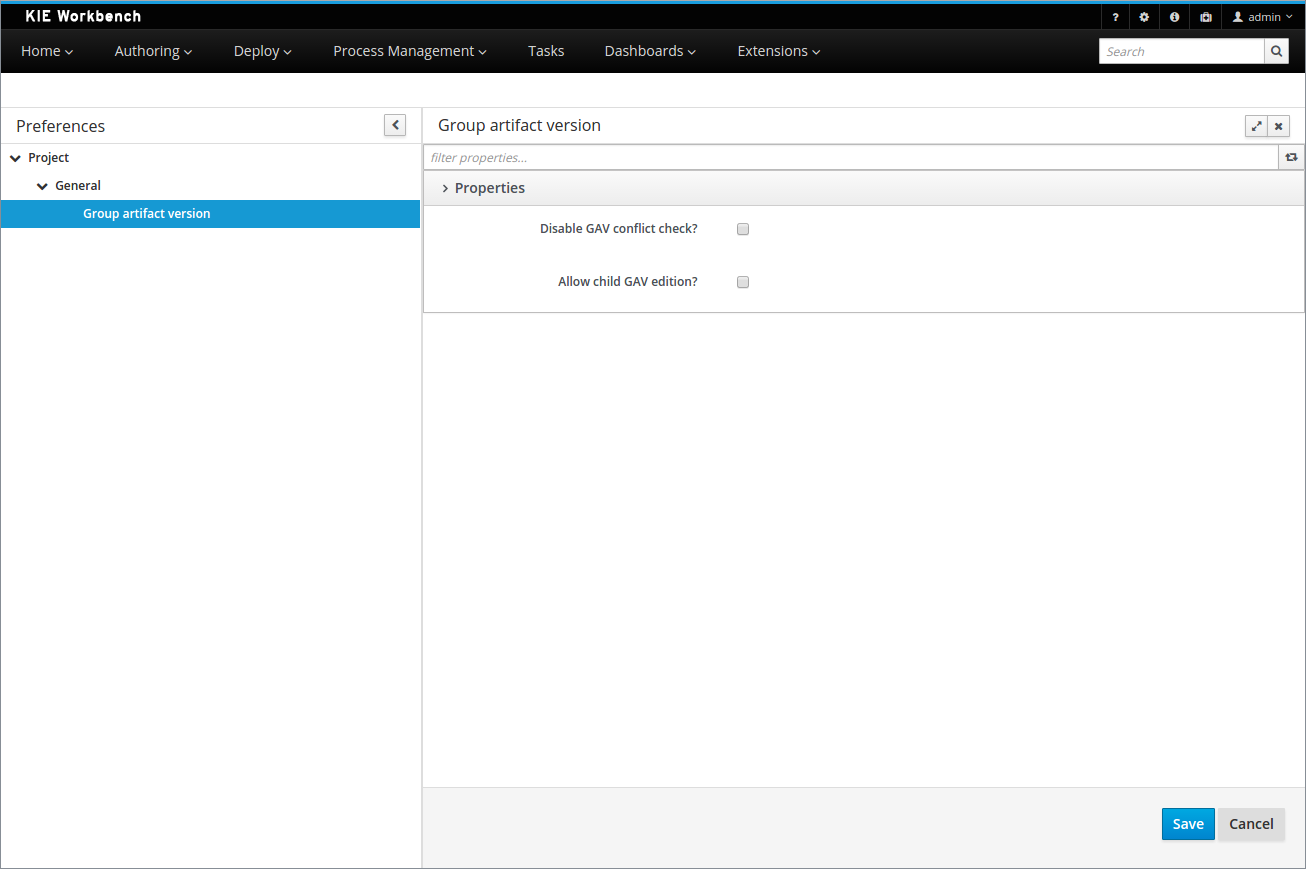 KIE Workbench
? admin
Home Authoring Deploy Process Management Tasks Dashboards Extensions Search
Preferences
Project
General
Group artifact version
Group artifact version
filter properties...
Properties
Disable GAV conflict check?
Allow child GAV edition?
Save Cancel